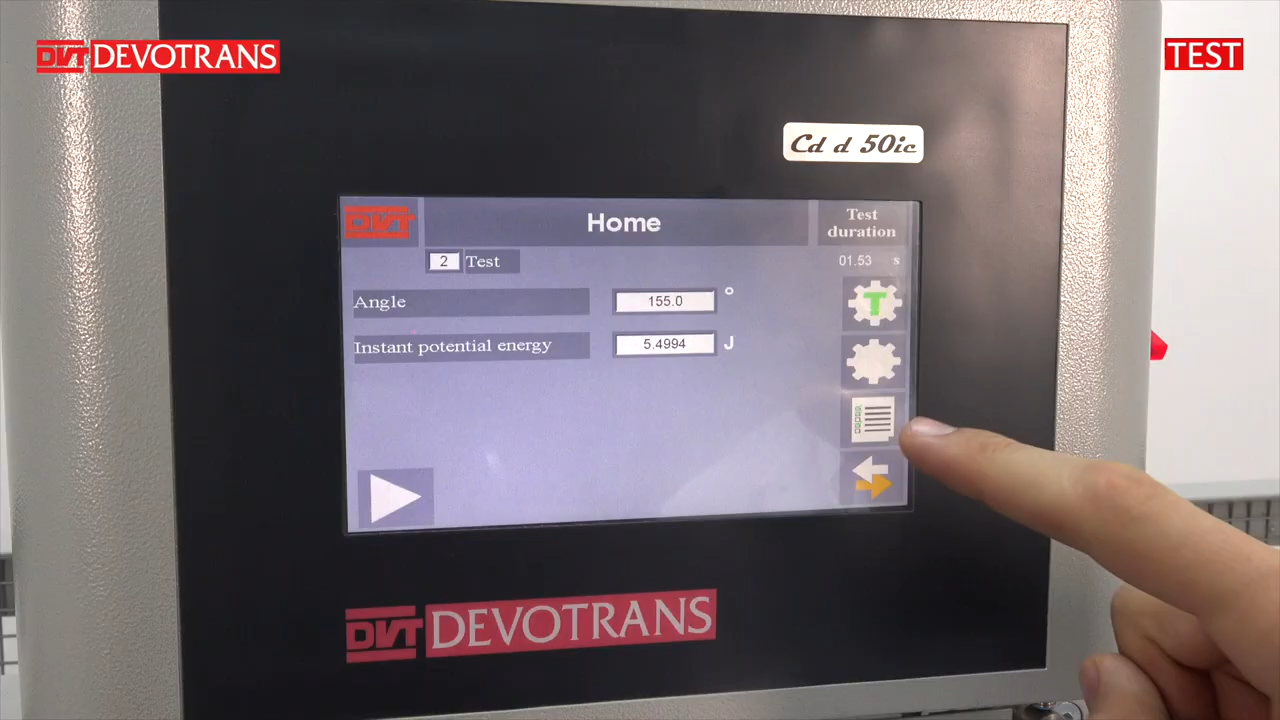 DVT DEVOTRANS
TEST
Cd d 50ic
DVT
Home
Test
duration
2 Test
01.53 s
Angle
155.0 °
T
Instant potential energy
5.4994 J
DVT DEVOTRANS